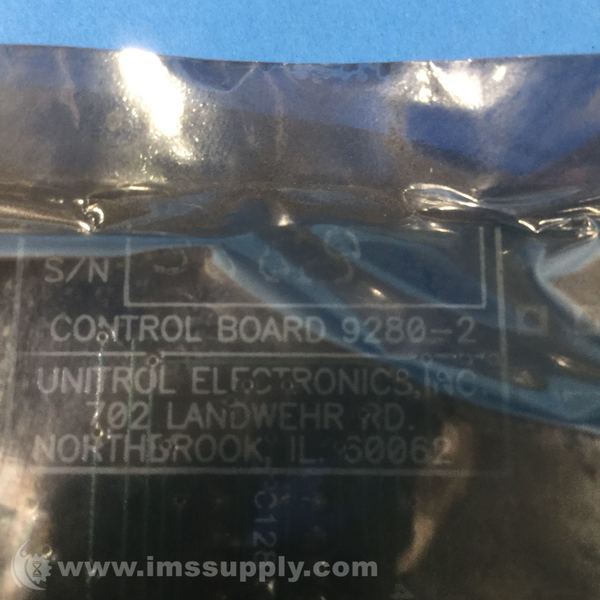 S/N
CONTROL BOARD 9280-2
UNITROL ELECTRONICS, INC
702 LANDWEHR RD.
NORTHBROOK, IL. 60062
www.imssupply.com